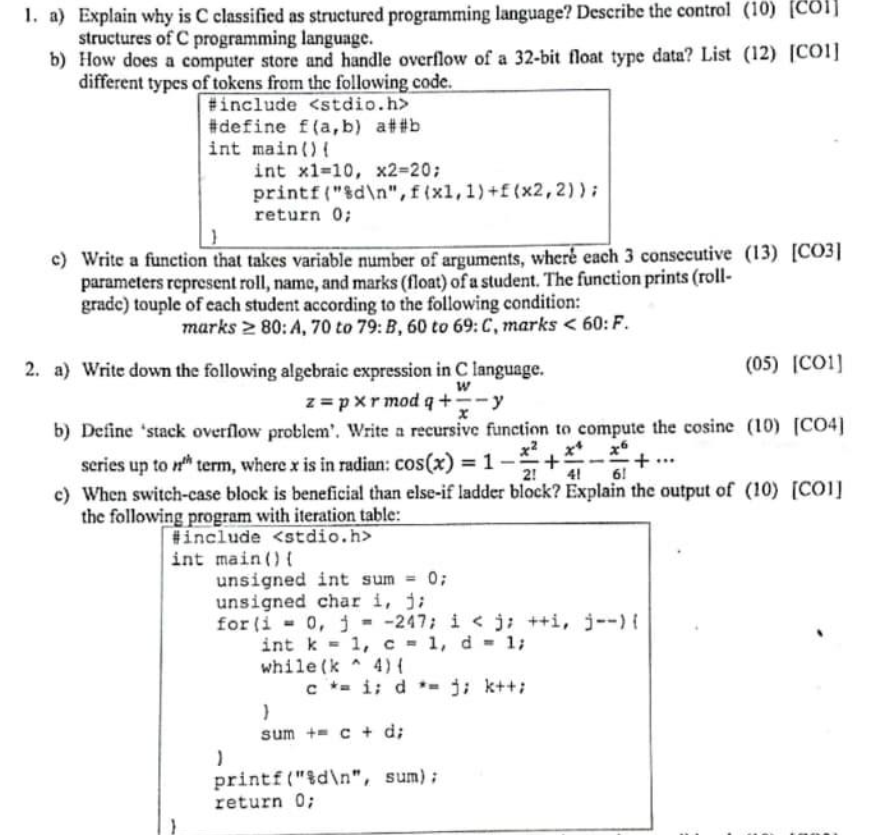 1. a) Explain why is C classified as structured programming language? Describe the control (10) [CO1]
structures of C programming language.
b) How does a computer store and handle overflow of a 32-bit float type data? List (12) [CO1]
different types of tokens from the following code.
#include <stdio.h>
#define f(a,b) a##b
int main(){
int x1=10, x2=20;
printf("%d\n",f(x1,1)+f(x2,2));
return 0;
}
c) Write a function that takes variable number of arguments, where each 3 consecutive (13) [CO3]
parameters represent roll, name, and marks (float) of a student. The function prints (roll-
grade) touple of each student according to the following condition:
marks ≥ 80: A, 70 to 79: B, 60 to 69: C, marks < 60: F.
2. a) Write down the following algebraic expression in C language. (05) [CO1]
z = p × r mod q + w/x - y
b) Define 'stack overflow problem'. Write a recursive function to compute the cosine (10) [CO4]
series up to nᵗʰ term, where x is in radian: cos(x) = 1 - x²/2! + x⁴/4! - x⁶/6! + ...
c) When switch-case block is beneficial than else-if ladder block? Explain the output of (10) [CO1]
the following program with iteration table:
#include <stdio.h>
int main(){
unsigned int sum = 0;
unsigned char i, j;
for(i = 0, j = -247; i < j; ++i, j--){
int k = 1, c = 1, d = 1;
while(k ^ 4){
c *= i; d *= j; k++;
}
sum += c + d;
}
printf("%d\n", sum);
return 0;
}